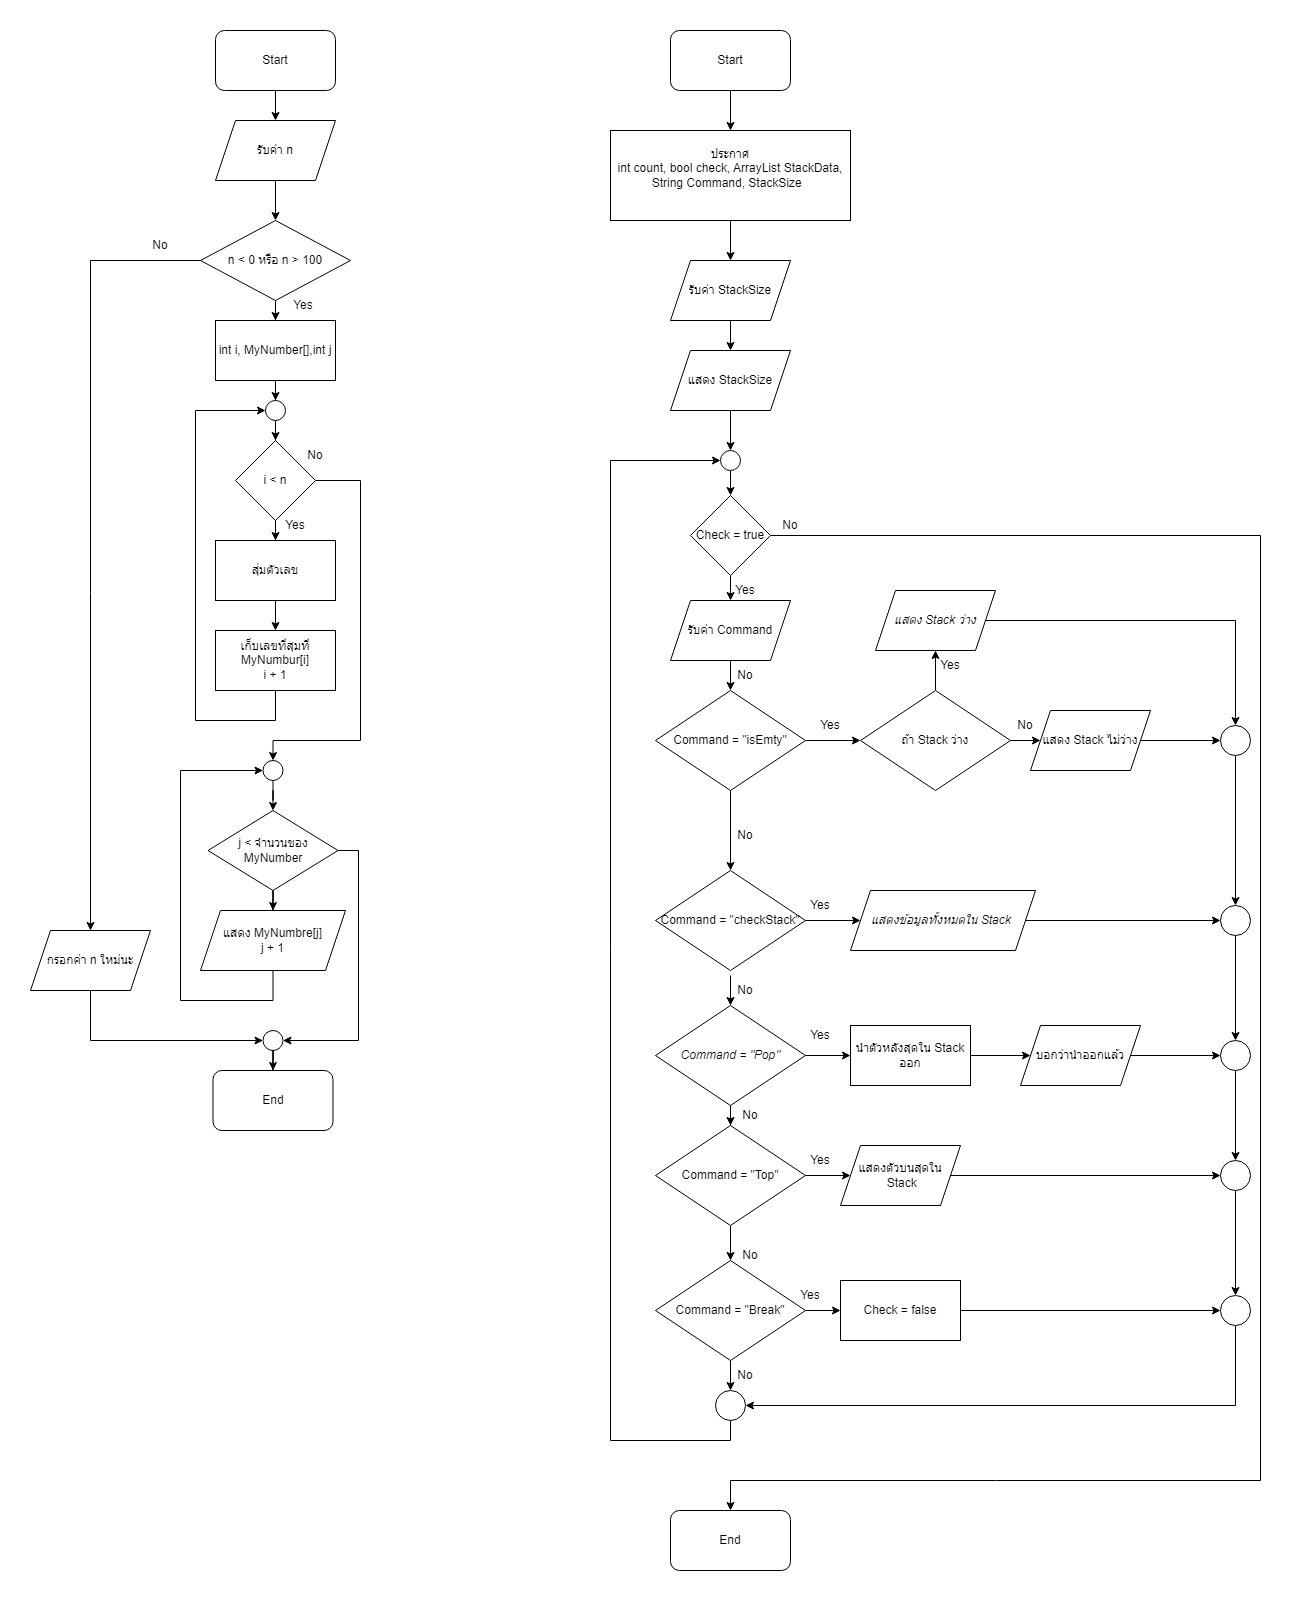 Start
รับค่า n
n < 0 หรือ n > 100
No
Yes
int i, MyNumber[],int j
i < n
No
Yes
สุ่มตัวเลข
เก็บเลขที่สุ่มที่
MyNumbur[i]
i + 1
j < จำนวนของ
MyNumber
แสดง MyNumbre[j]
j + 1
กรอกค่า n ใหม่นะ
End
Start
ประกาศ
int count, bool check, ArrayList StackData,
String Command, StackSize
รับค่า StackSize
แสดง StackSize
Check = true
No
Yes
รับค่า Command
No
Command = "isEmty"
Yes
ถ้า Stack ว่าง
Yes
แสดง Stack ว่าง
No
แสดง Stack ไม่ว่าง
No
Command = "checkStack"
Yes
แสดงข้อมูลทั้งหมดใน Stack
No
Command = "Pop"
Yes
นำตัวหลังสุดใน Stack
ออก
บอกว่านำออกแล้ว
No
Command = "Top"
Yes
แสดงตัวบนสุดใน
Stack
No
Command = "Break"
Yes
Check = false
No
End